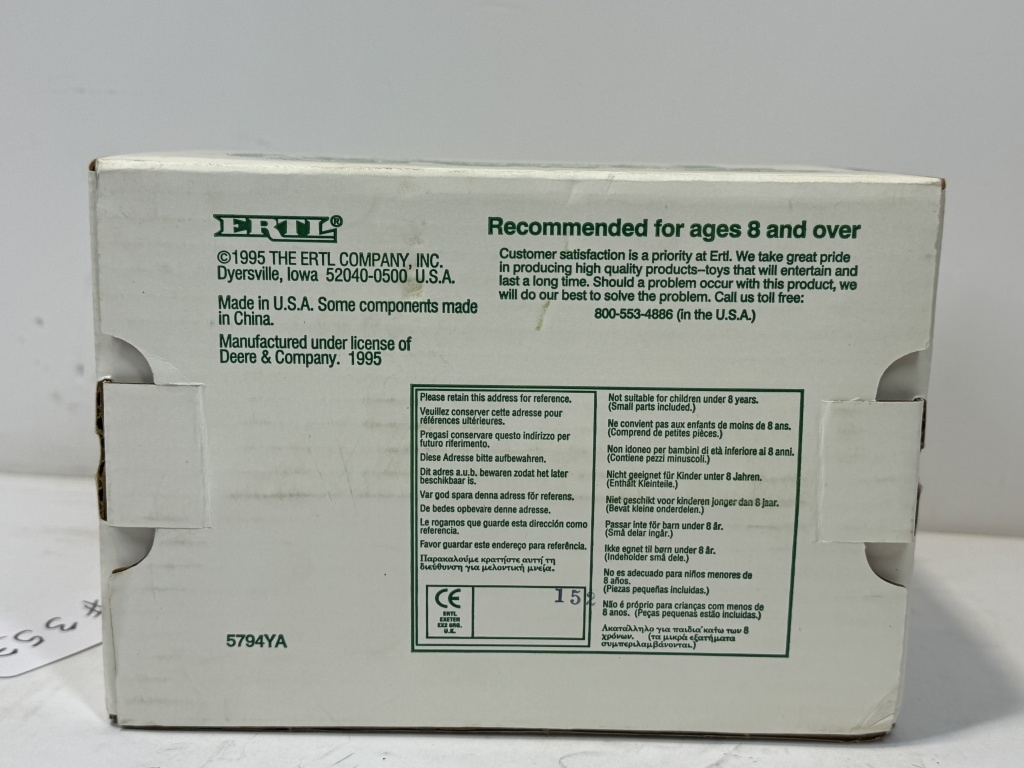 ERTL®
©1995 THE ERTL COMPANY, INC.
Dyersville, Iowa 52040-0500 U.S.A.
Made in U.S.A. Some components made
in China.
Manufactured under license of
Deere & Company. 1995
Recommended for ages 8 and over
Customer satisfaction is a priority at Ertl. We take great pride
in producing high quality products--toys that will entertain and
last a long time. Should a problem occur with this product, we
will do our best to solve the problem. Call us toll free:
800-553-4886 (in the U.S.A.)
Please retain this address for reference.
Veuillez conserver cette adresse pour
références ultérieures.
Pregasi conservare questo indirizzo per
futuro riferimento.
Diese Adresse bitte aufbewahren.
Dit adres a.u.b. bewaren zodat het later
beschikbaar is.
Var god spara denna adress för referens.
De bedes opbevare denne adresse.
Le rogamos que guarde esta dirección como
referencia.
Favor guardar este endereço para referência.
Παρακαλούμε κρατήστε αυτή τη
διεύθυνση για μελοντική μνεία.
CE
ERTL
EXETER
EX2 8RG.
U.K.
152
Not suitable for children under 8 years.
(Small parts included.)
Ne convient pas aux enfants de moins de 8 ans.
(Comprend de petites pièces.)
Non idoneo per bambini di età inferiore ai 8 anni.
(Contiene pezzi minuscoli.)
Nicht geeignet für Kinder unter 8 Jahren.
(Enthält Kleinteile.)
Niet geschikt voor kinderen jonger dan 8 jaar.
(Bevat kleine onderdelen.)
Passar inte för barn under 8 år.
(Små delar ingår.)
Ikke egnet til børn under 8 år.
(Indeholder små dele.)
No es adecuado para niños menores de
8 años.
(Piezas pequeñas incluidas.)
Não é próprio para crianças com menos de
8 anos. (Peças pequenas estão incluidas.)
Ακατάλληλο για παιδιά κάτω των 8
χρόνων. (τα μικρά εξατήματα
συμπεριλαμβάνονται.)
5794YA
#353